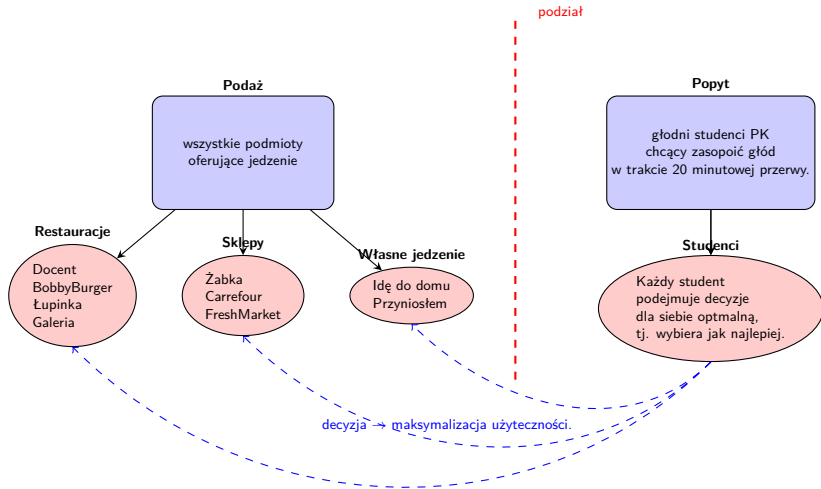 podział
Podaż
wszystkie podmioty
oferujące jedzenie
Popyt
głodni studenci PK
chcący zasopoić głód
w trakcie 20 minutowej przerwy.
Restauracje
Docent
BobbyBurger
Łupinka
Galeria
Sklepy
Żabka
Carrefour
FreshMarket
Własne jedzenie
Idę do domu
Przyniosłem
Studenci
Każdy student
podejmuje decyzje
dla siebie optmalną,
tj. wybiera jak najlepiej.
decyzja → maksymalizacja użyteczności.